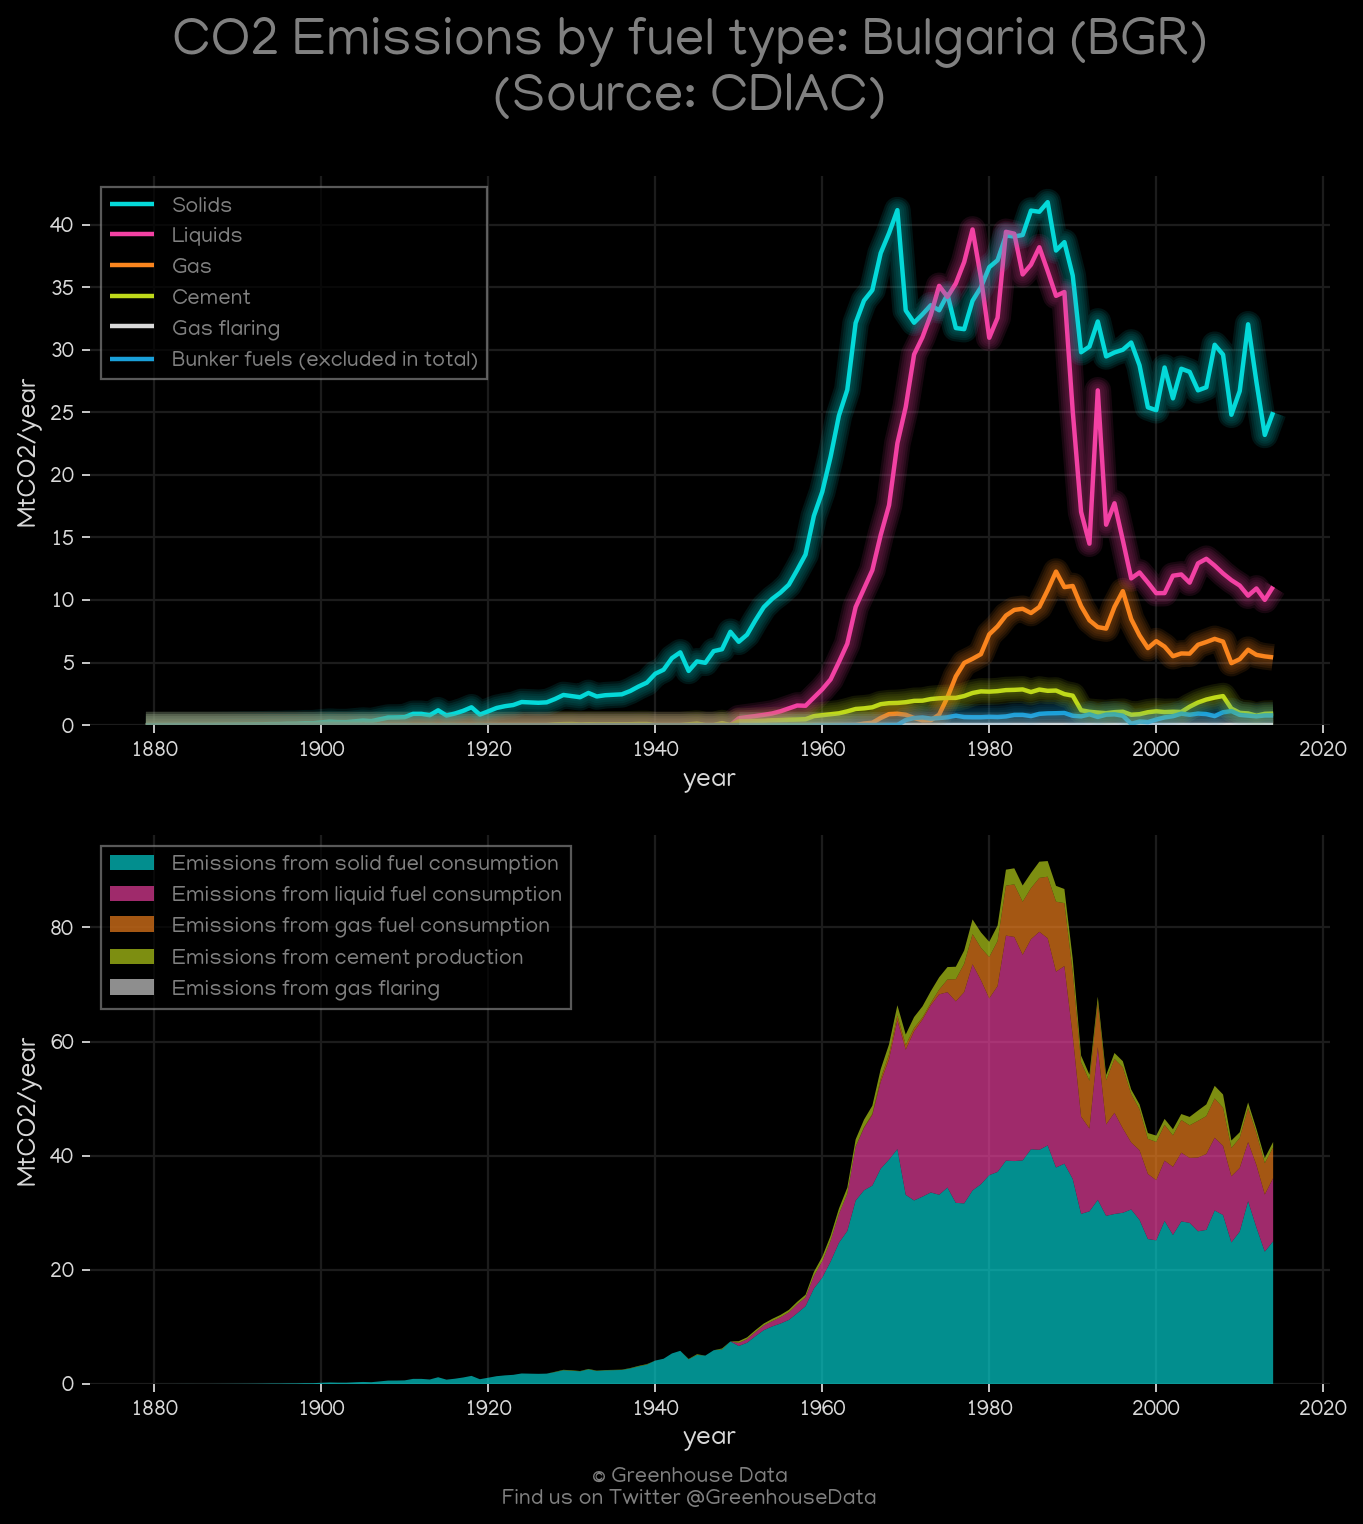 CO2 Emissions by fuel type: Bulgaria (BGR)
(Source: CDIAC)
Solids
Liquids
Gas
Cement
Gas flaring
Bunker fuels (excluded in total)
MtCO2/year
40
35
30
25
20
15
10
5
0
1880 1900 1920 1940 1960 1980 2000 2020
year
Emissions from solid fuel consumption
Emissions from liquid fuel consumption
Emissions from gas fuel consumption
Emissions from cement production
Emissions from gas flaring
MtCO2/year
80
60
40
20
0
1880 1900 1920 1940 1960 1980 2000 2020
year
© Greenhouse Data
Find us on Twitter @GreenhouseData